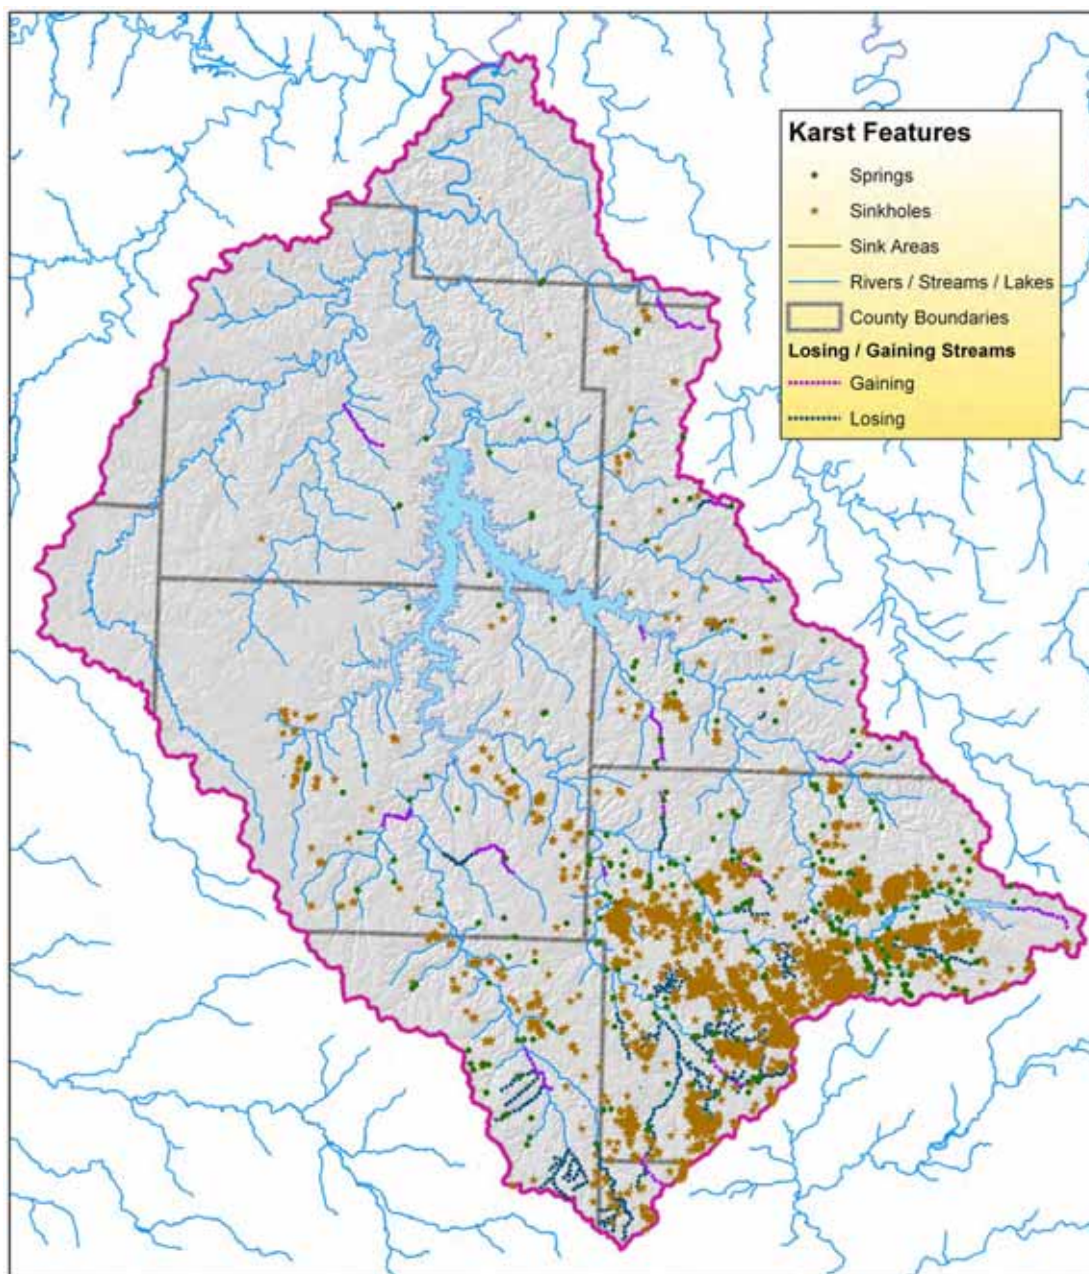 Karst Features
Springs
Sinkholes
Sink Areas
Rivers / Streams / Lakes
County Boundaries
Losing / Gaining Streams
Gaining
Losing